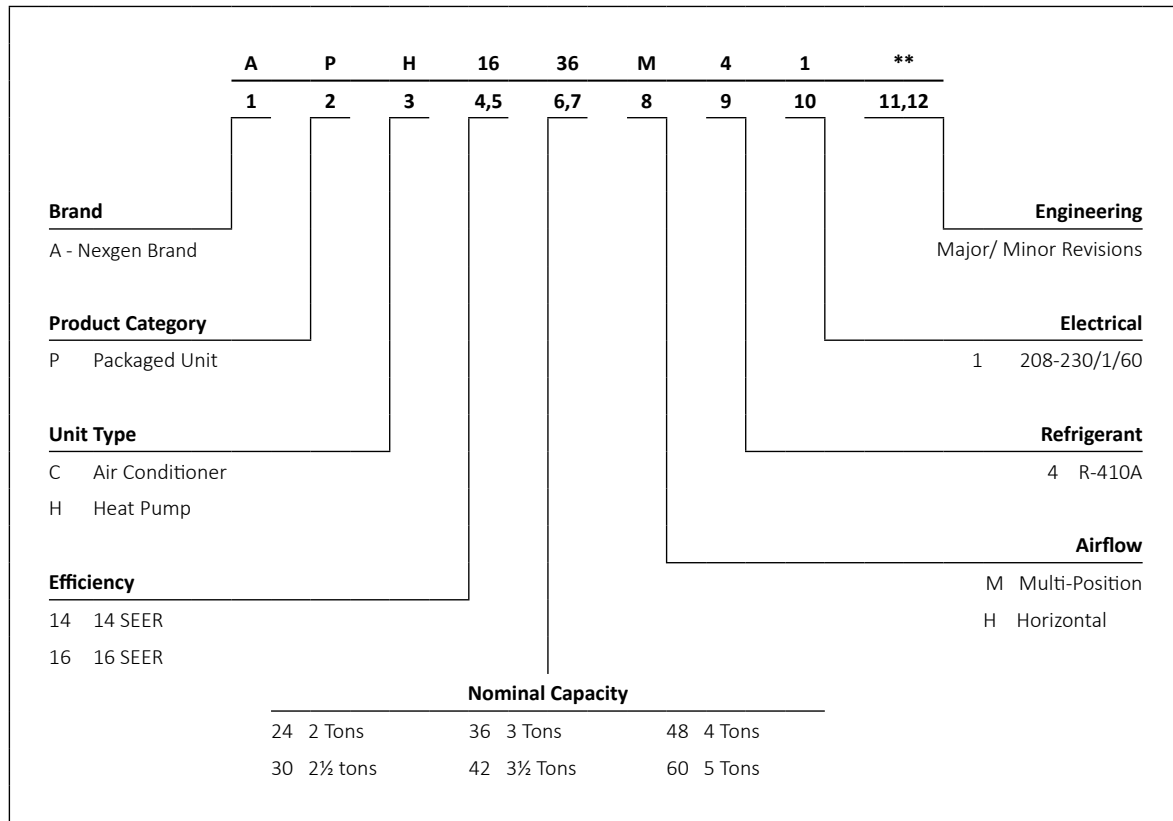 A P H 16 36 M 4 1 **
1 2 3 4,5 6,7 8 9 10 11,12
Brand
A - Nexgen Brand
Engineering
Major/ Minor Revisions
Product Category
P Packaged Unit
Electrical
1 208-230/1/60
Unit Type
C Air Conditioner
H Heat Pump
Refrigerant
4 R-410A
Airflow
M Multi-Position
H Horizontal
Efficiency
14 14 SEER
16 16 SEER
Nominal Capacity
24 2 Tons 36 3 Tons 48 4 Tons
30 2½ tons 42 3½ Tons 60 5 Tons